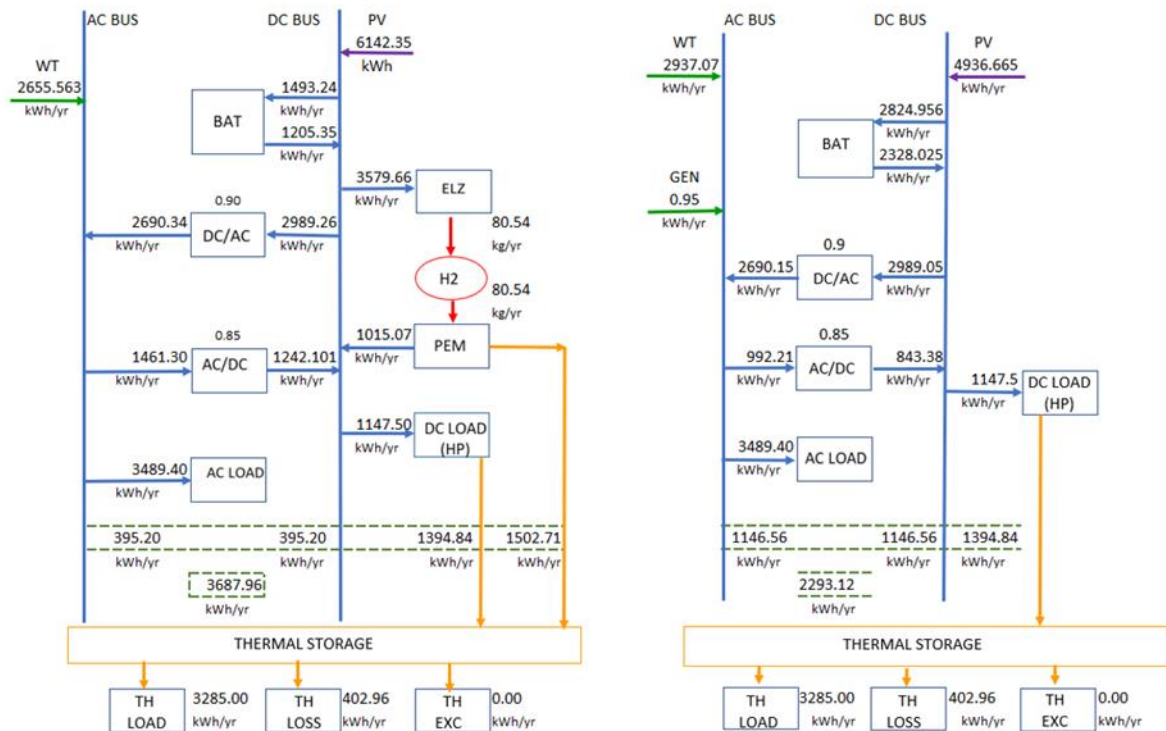 AC BUS
DC BUS
PV
6142.35
kWh
WT
2655.563
kWh/yr
1493.24
kWh/yr
BAT
1205.35
kWh/yr
3579.66
kWh/yr
ELZ
0.90
2690.34
kWh/yr
DC/AC
2989.26
kWh/yr
80.54
kg/yr
H2
80.54
kg/yr
0.85
1461.30
kWh/yr
AC/DC
1242.101
kWh/yr
1015.07
kWh/yr
PEM
1147.50
kWh/yr
DC LOAD
(HP)
3489.40
kWh/yr
AC LOAD
395.20
kWh/yr
395.20
kWh/yr
1394.84
kWh/yr
1502.71
kWh/yr
3687.96
kWh/yr
THERMAL STORAGE
TH
LOAD
3285.00
kWh/yr
TH
LOSS
402.96
kWh/yr
TH
EXC
0.00
kWh/yr
AC BUS
DC BUS
WT
2937.07
kWh/yr
PV
4936.665
kWh/yr
2824.956
kWh/yr
BAT
2328.025
kWh/yr
GEN
0.95
kWh/yr
0.9
2690.15
kWh/yr
DC/AC
2989.05
kWh/yr
0.85
992.21
kWh/yr
AC/DC
843.38
kWh/yr
1147.5
kWh/yr
DC LOAD
(HP)
3489.40
kWh/yr
AC LOAD
1146.56
kWh/yr
1146.56
kWh/yr
1394.84
kWh/yr
2293.12
kWh/yr
THERMAL STORAGE
TH
LOAD
3285.00
kWh/yr
TH
LOSS
402.96
kWh/yr
TH
EXC
0.00
kWh/yr